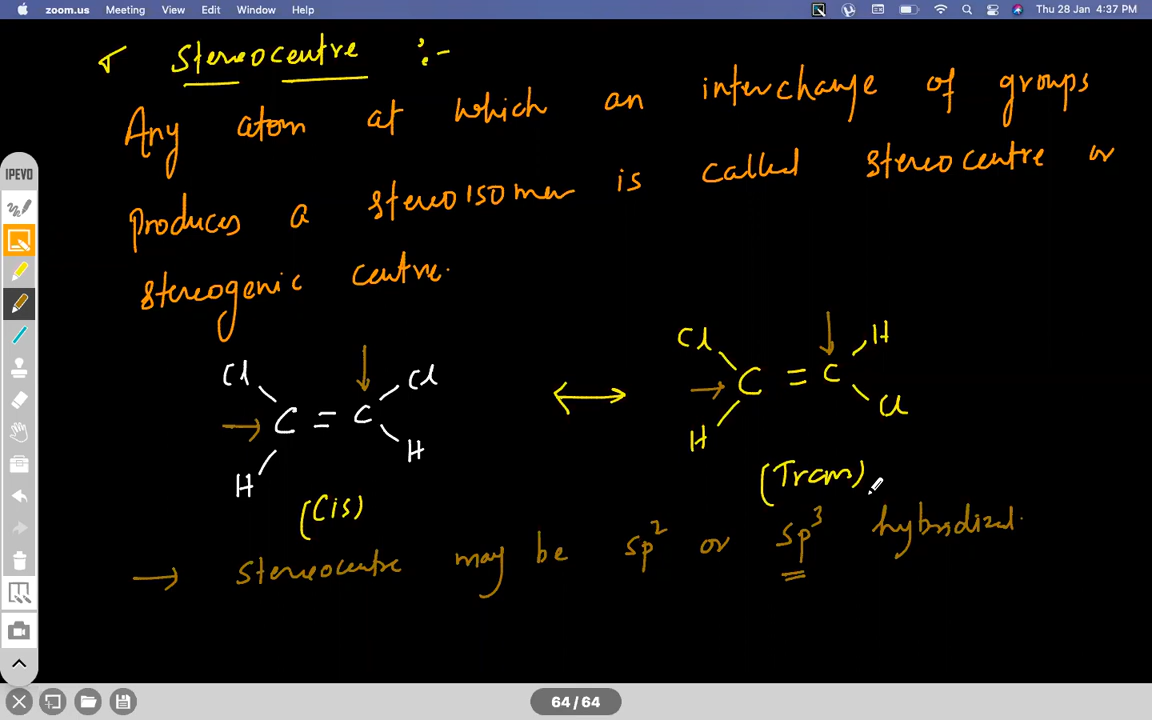 zoom.us Meeting View Edit Window Help Thu 28 Jan 4:37 PM
Stereocentre :-
Any atom at which an interchange of groups
produces a stereoisomer is called stereocentre or
stereogenic centre.
IPEVO
Cl Cl
C = C
H H
(Cis)
Cl H
C = C
H Cl
(Trans)
→ stereocentre may be sp² or sp³ hybridized.
64/64